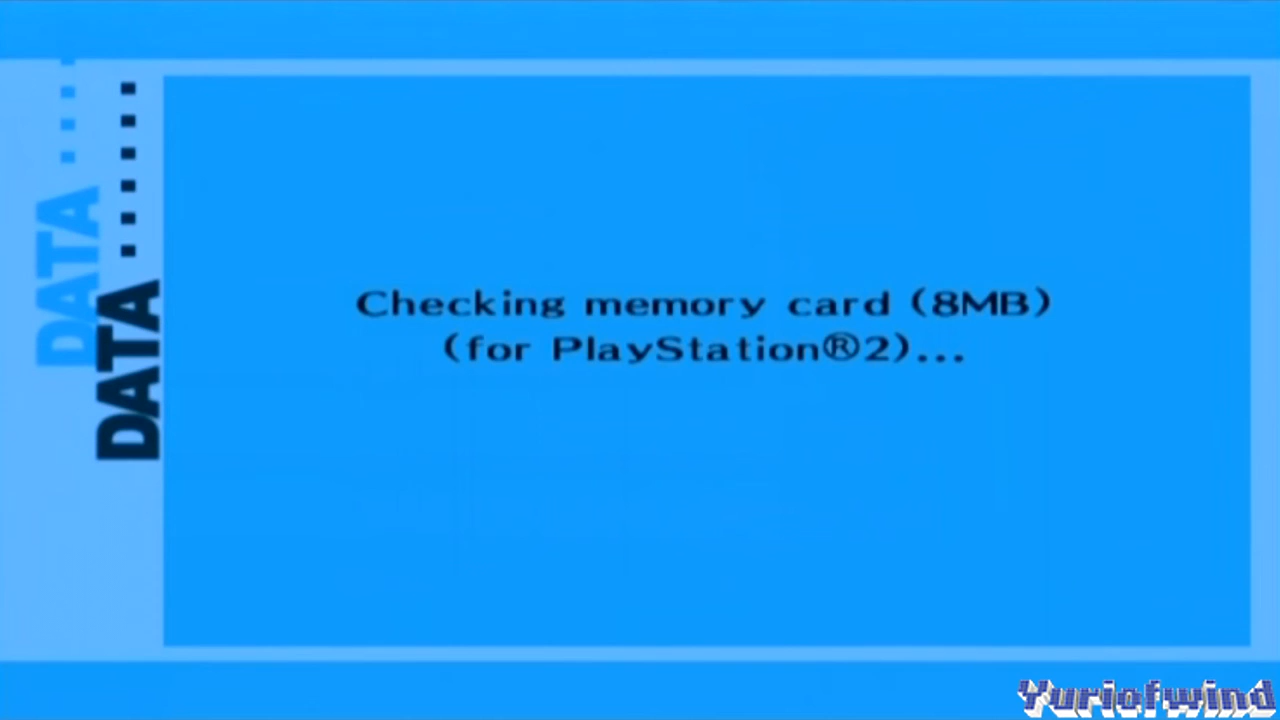 DATA ......
DATA ....
Checking memory card (8MB)
(for PlayStation®2)...
Yuriofwind